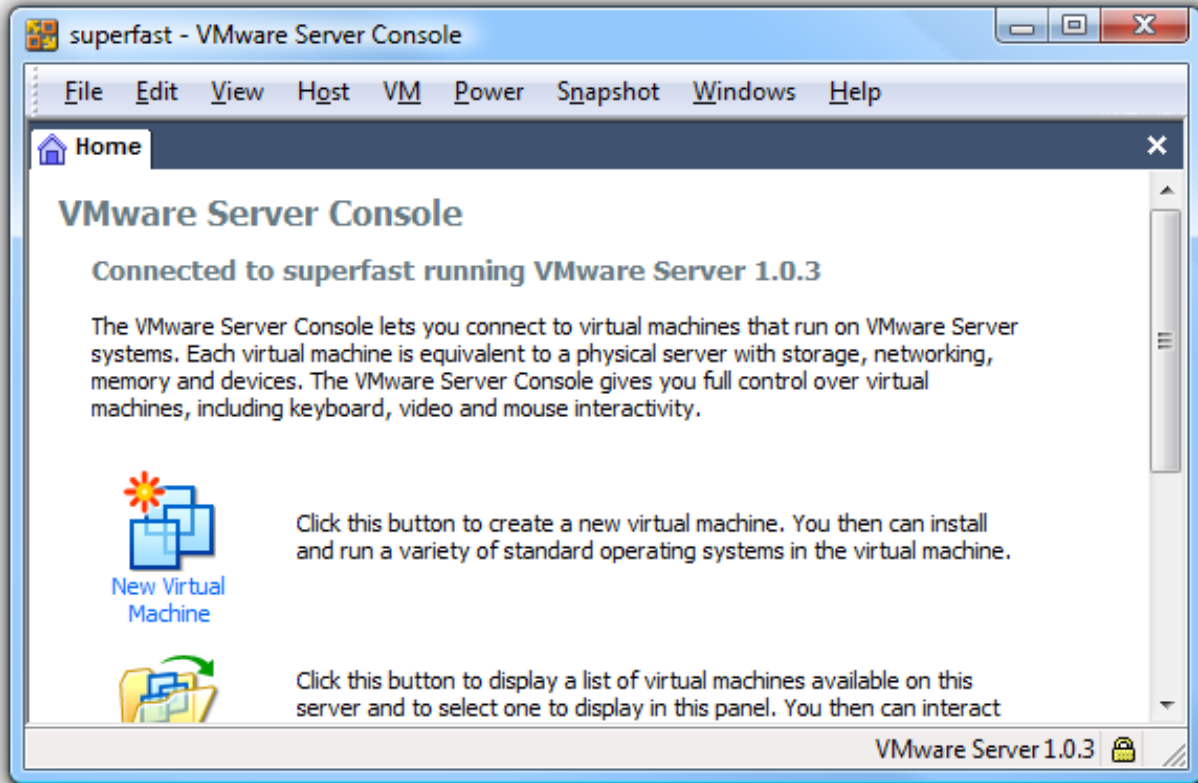 superfast - VMware Server Console
File Edit View Host VM Power Snapshot Windows Help
Home
VMware Server Console
Connected to superfast running VMware Server 1.0.3
The VMware Server Console lets you connect to virtual machines that run on VMware Server
systems. Each virtual machine is equivalent to a physical server with storage, networking,
memory and devices. The VMware Server Console gives you full control over virtual
machines, including keyboard, video and mouse interactivity.
New Virtual
Machine
Click this button to create a new virtual machine. You then can install
and run a variety of standard operating systems in the virtual machine.
Click this button to display a list of virtual machines available on this
server and to select one to display in this panel. You then can interact
VMware Server 1.0.3